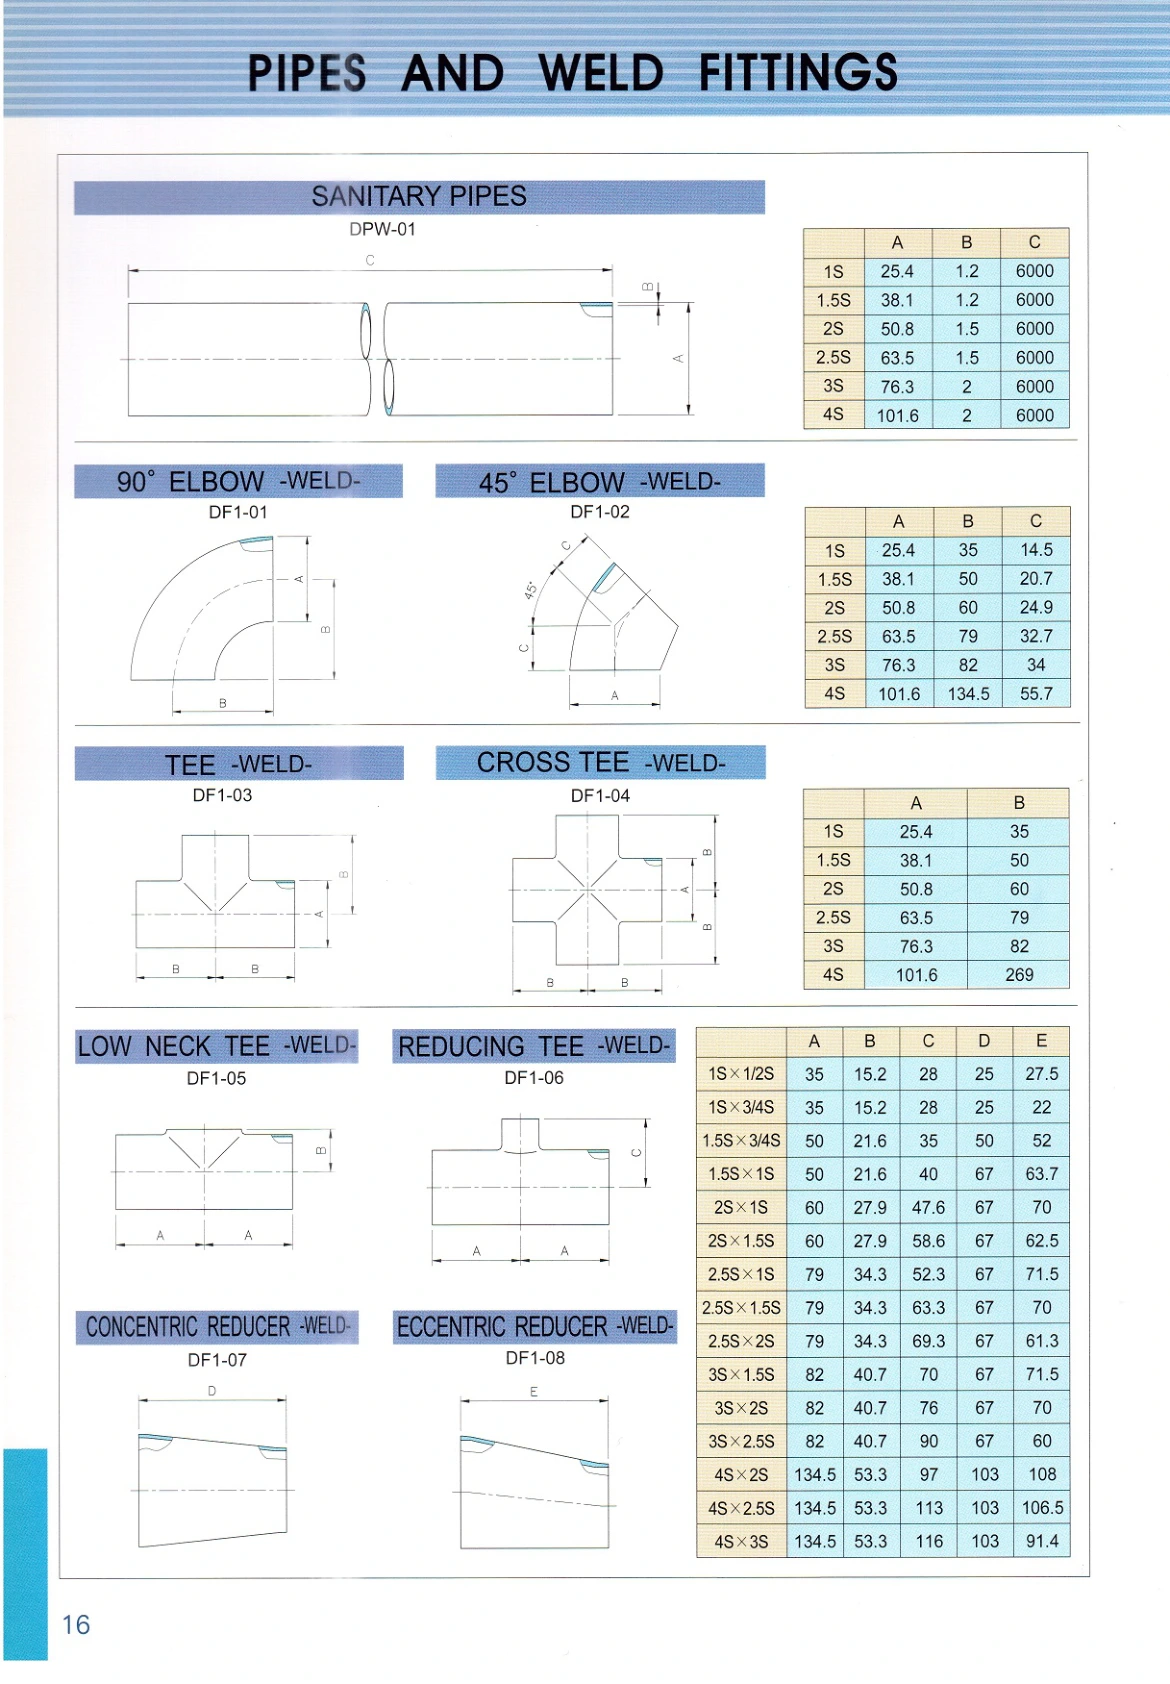 PIPES AND WELD FITTINGS
SANITARY PIPES
DPW-01
C
B
A
A B C
1S 25.4 1.2 6000
1.5S 38.1 1.2 6000
2S 50.8 1.5 6000
2.5S 63.5 1.5 6000
3S 76.3 2 6000
4S 101.6 2 6000
90° ELBOW -WELD-
DF1-01
A
B
B
45° ELBOW -WELD-
DF1-02
C
45°
C
A
A B C
1S 25.4 35 14.5
1.5S 38.1 50 20.7
2S 50.8 60 24.9
2.5S 63.5 79 32.7
3S 76.3 82 34
4S 101.6 134.5 55.7
TEE -WELD-
DF1-03
B
A
B B
CROSS TEE -WELD-
DF1-04
B
A
B
B B
A B
1S 25.4 35
1.5S 38.1 50
2S 50.8 60
2.5S 63.5 79
3S 76.3 82
4S 101.6 269
LOW NECK TEE -WELD-
DF1-05
B
A A
REDUCING TEE -WELD-
DF1-06
C
A A
CONCENTRIC REDUCER -WELD-
DF1-07
D
ECCENTRIC REDUCER -WELD-
DF1-08
E
A B C D E
1S×1/2S 35 15.2 28 25 27.5
1S×3/4S 35 15.2 28 25 22
1.5S×3/4S 50 21.6 35 50 52
1.5S×1S 50 21.6 40 67 63.7
2S×1S 60 27.9 47.6 67 70
2S×1.5S 60 27.9 58.6 67 62.5
2.5S×1S 79 34.3 52.3 67 71.5
2.5S×1.5S 79 34.3 63.3 67 70
2.5S×2S 79 34.3 69.3 67 61.3
3S×1.5S 82 40.7 70 67 71.5
3S×2S 82 40.7 76 67 70
3S×2.5S 82 40.7 90 67 60
4S×2S 134.5 53.3 97 103 108
4S×2.5S 134.5 53.3 113 103 106.5
4S×3S 134.5 53.3 116 103 91.4
16